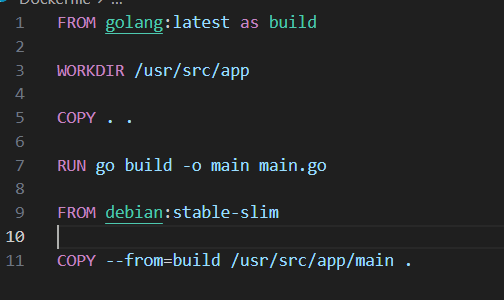 Dockerfile > ...
1 FROM golang:latest as build
2
3 WORKDIR /usr/src/app
4
5 COPY . .
6
7 RUN go build -o main main.go
8
9 FROM debian:stable-slim
10
11 COPY --from=build /usr/src/app/main .